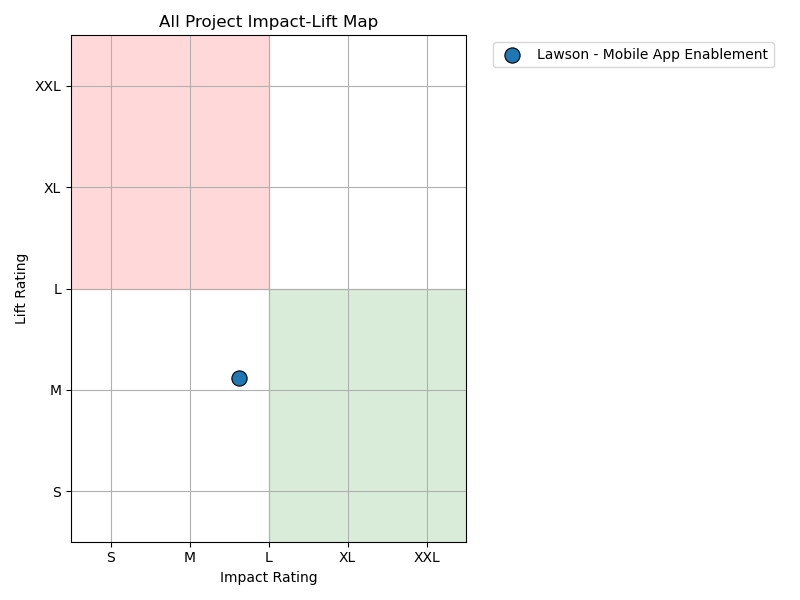 All Project Impact-Lift Map
Lawson - Mobile App Enablement
XXL
XL
L
M
S
Lift Rating
S M L XL XXL
Impact Rating